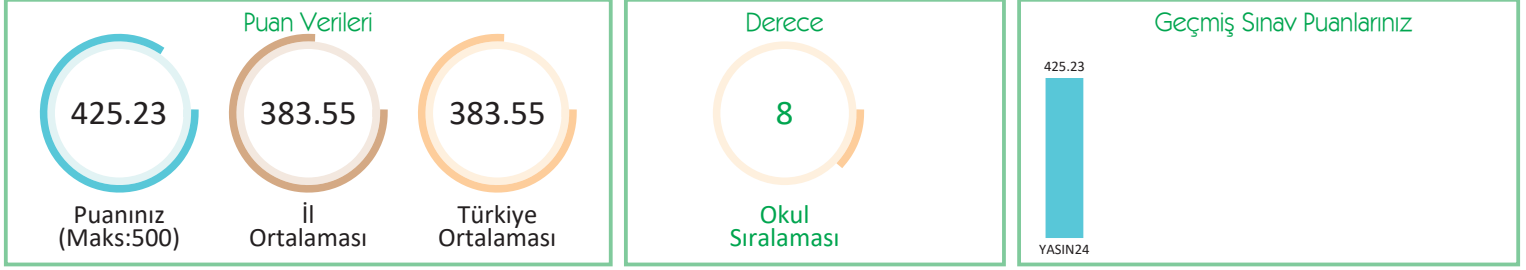 Puan Verileri
425.23
383.55
383.55
Puanınız
(Maks:500)
İl
Ortalaması
Türkiye
Ortalaması
Derece
8
Okul
Sıralaması
Geçmiş Sınav Puanlarınız
425.23
YASIN24